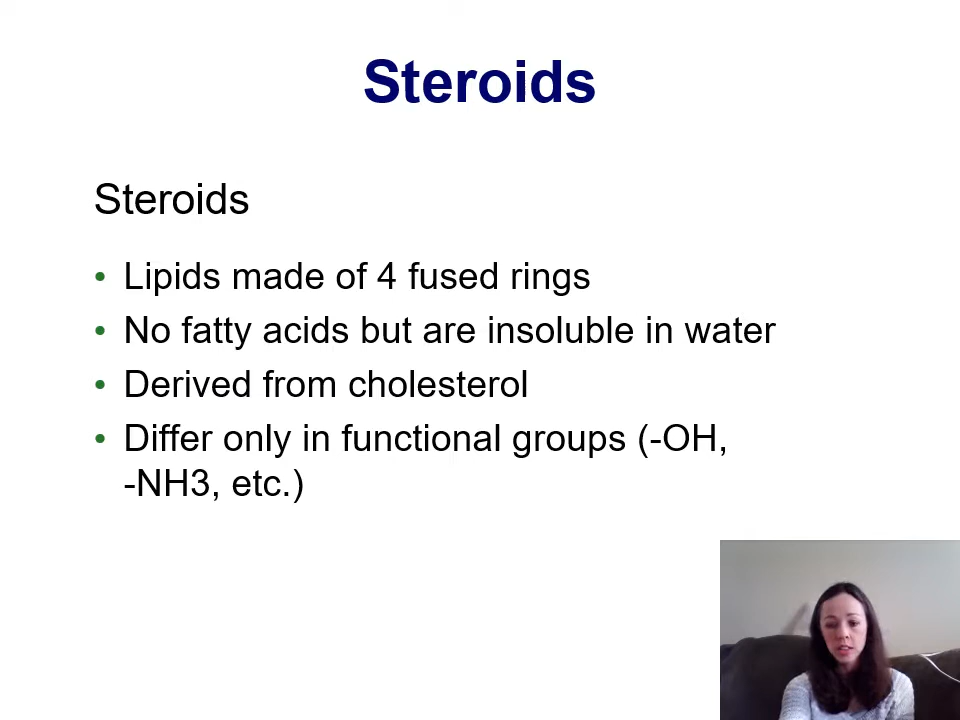 Steroids
Steroids
• Lipids made of 4 fused rings
• No fatty acids but are insoluble in water
• Derived from cholesterol
• Differ only in functional groups (-OH,
-NH3, etc.)